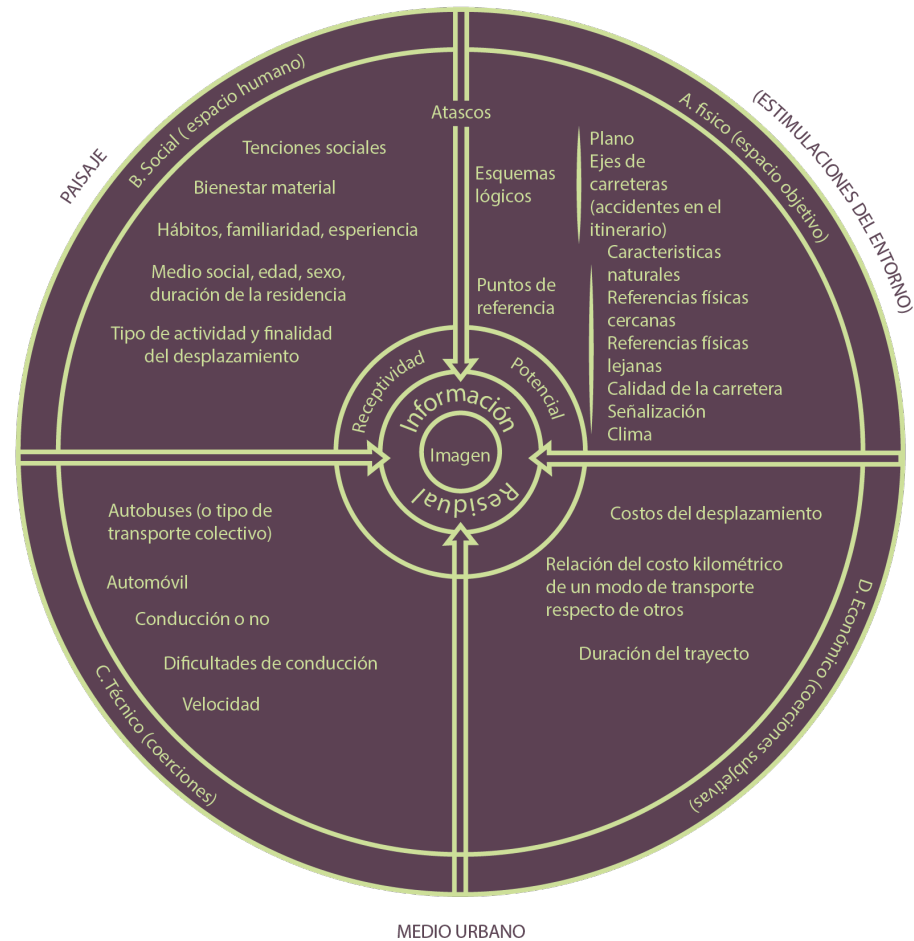 PAISAJE
(ESTIMULACIONES DEL ENTORNO)
B. Social ( espacio humano)
A. fisico (espacio objetivo)
Atascos
Tenciones sociales
Bienestar material
Hábitos, familiaridad, esperiencia
Medio social, edad, sexo,
duración de la residencia
Tipo de actividad y finalidad
del desplazamiento
Esquemas
lógicos
Plano
Ejes de
carreteras
(accidentes en el
itinerario)
Puntos de
referencia
Caracteristicas
naturales
Referencias físicas
cercanas
Referencias físicas
lejanas
Calidad de la carretera
Señalización
Clima
Receptividad
Potencial
Información
Imagen
Residual
Autobuses (o tipo de
transporte colectivo)
Automóvil
Conducción o no
Dificultades de conducción
Velocidad
C. Técnico (coerciones)
Costos del desplazamiento
Relación del costo kilométrico
de un modo de transporte
respecto de otros
Duración del trayecto
D. Económico (coerciones subjetivas)
MEDIO URBANO